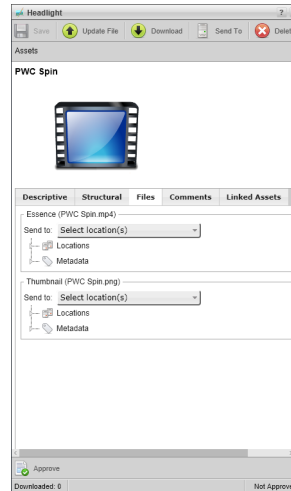 Headlight ?
Save Update File Download Send To Delet
Assets
PWC Spin
Descriptive Structural Files Comments Linked Assets
Essence (PWC Spin.mp4)
Send to: Select location(s)
Locations
Metadata
Thumbnail (PWC Spin.png)
Send to: Select location(s)
Locations
Metadata
Approve
Downloaded: 0 Not Approve